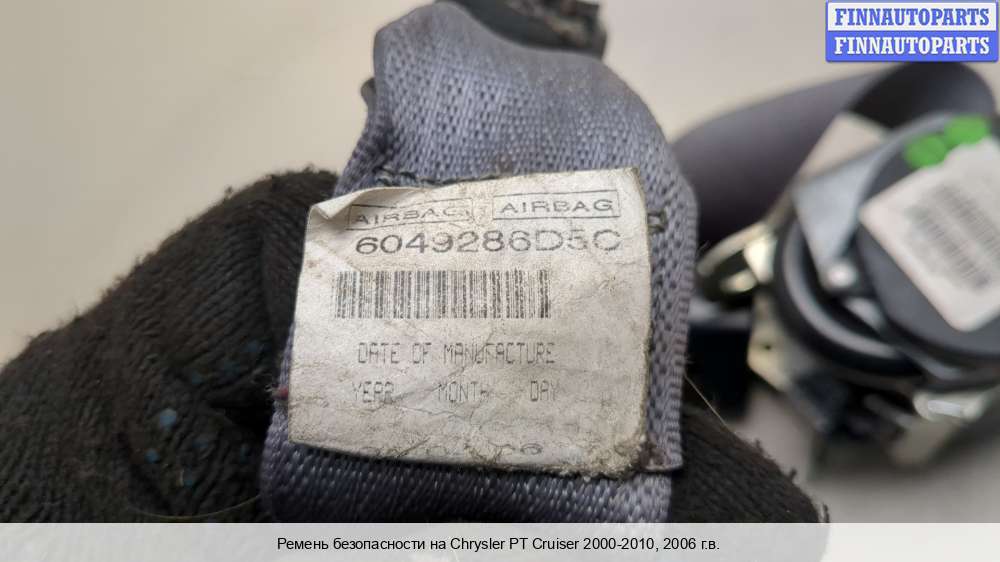 FINNAUTOPARTS
FINNAUTOPARTS
AIRBAG AIRBAG
6049286D5C
DATE OF MANUFACTURE
YEAR MONTH DAY
Ремень безопасности на Chrysler PT Cruiser 2000-2010, 2006 г.в.